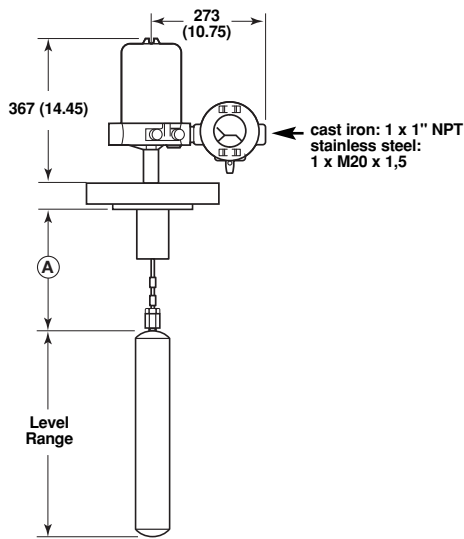 273
(10.75)
367 (14.45)
cast iron: 1 x 1" NPT
stainless steel:
1 x M20 x 1,5
A
Level
Range